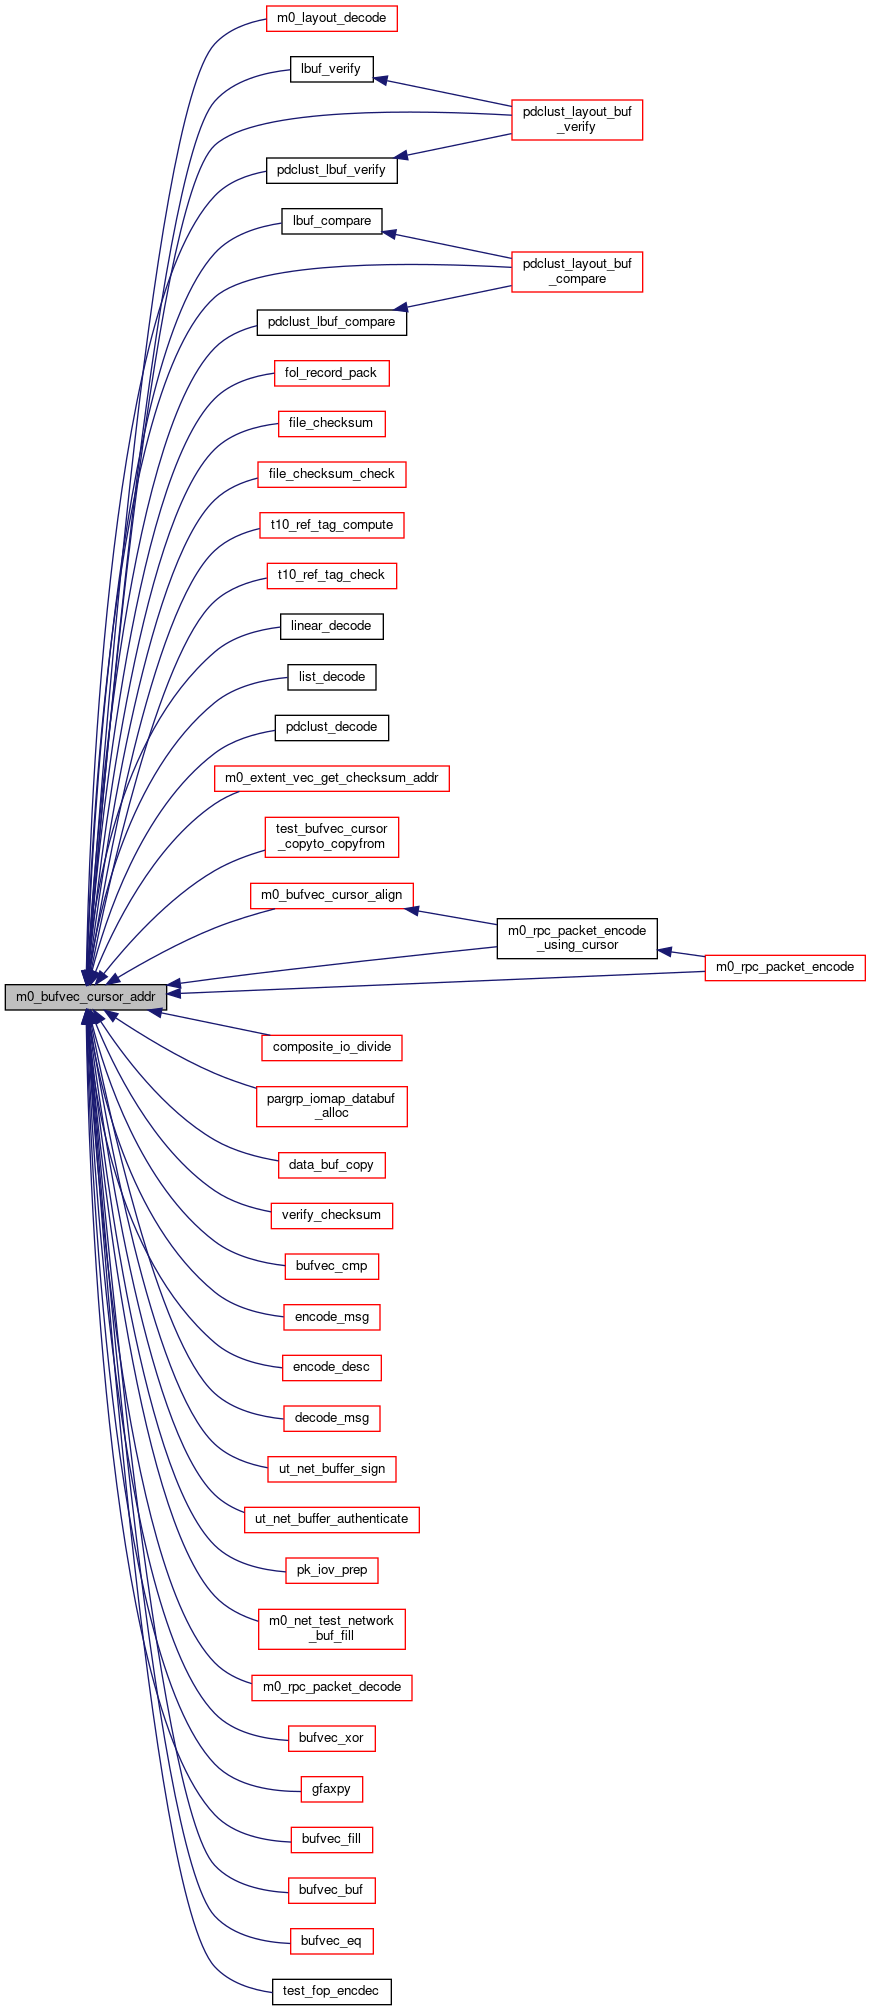 m0_layout_decode
lbuf_verify
pdclust_layout_buf
_verify
pdclust_lbuf_verify
lbuf_compare
pdclust_layout_buf
_compare
pdclust_lbuf_compare
fol_record_pack
file_checksum
file_checksum_check
t10_ref_tag_compute
t10_ref_tag_check
linear_decode
list_decode
pdclust_decode
m0_extent_vec_get_checksum_addr
test_bufvec_cursor
_copyto_copyfrom
m0_bufvec_cursor_align
m0_rpc_packet_encode
_using_cursor
m0_rpc_packet_encode
m0_bufvec_cursor_addr
composite_io_divide
pargrp_iomap_databuf
_alloc
data_buf_copy
verify_checksum
bufvec_cmp
encode_msg
encode_desc
decode_msg
ut_net_buffer_sign
ut_net_buffer_authenticate
pk_iov_prep
m0_net_test_network
_buf_fill
m0_rpc_packet_decode
bufvec_xor
gfaxpy
bufvec_fill
bufvec_buf
bufvec_eq
test_fop_encdec